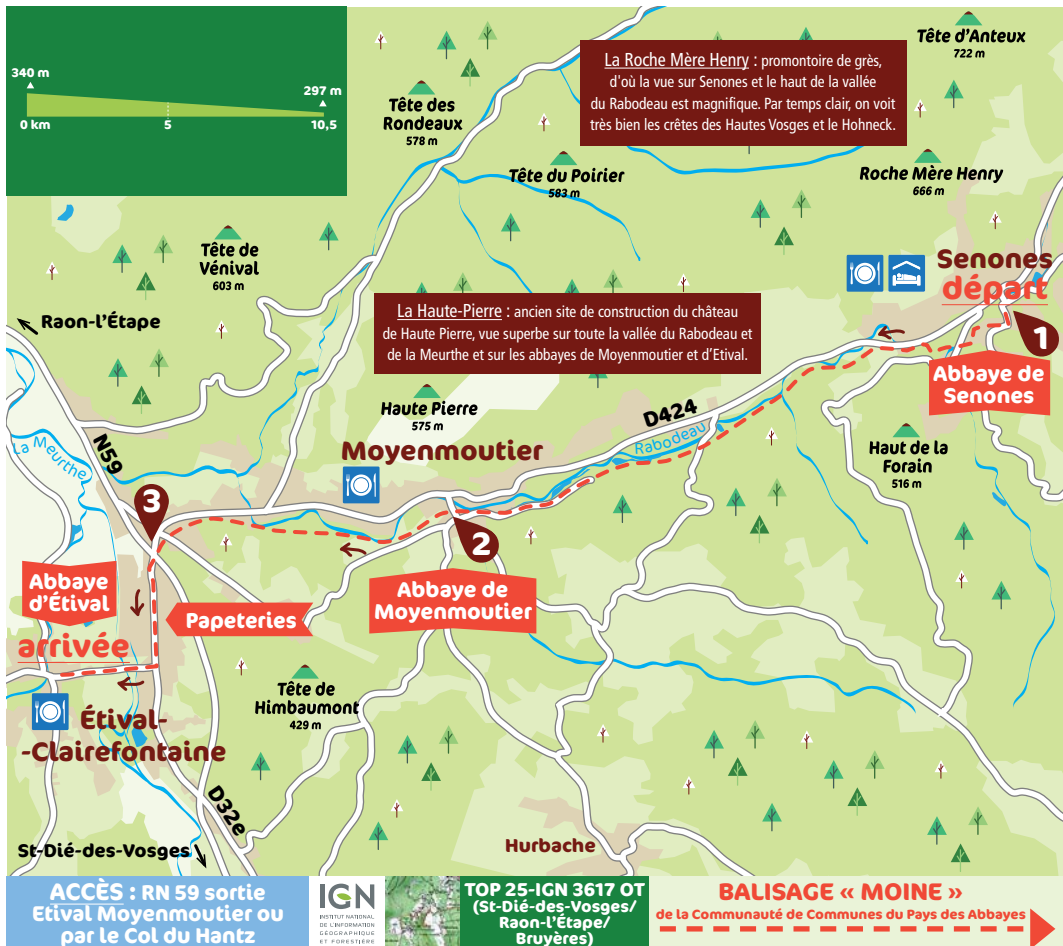 340 m
297 m
0 km
5
10,5
Tête d'Anteux
722 m
La Roche Mère Henry : promontoire de grès,
d'où la vue sur Senones et le haut de la vallée
du Rabodeau est magnifique. Par temps clair, on voit
très bien les crêtes des Hautes Vosges et le Hohneck.
Tête des
Rondeaux
578 m
Tête du Poirier
583 m
Roche Mère Henry
666 m
Tête de
Vénival
603 m
Senones
départ
1
Abbaye de
Senones
Raon-l'Étape
La Haute-Pierre : ancien site de construction du château
de Haute Pierre, vue superbe sur toute la vallée du Rabodeau et
de la Meurthe et sur les abbayes de Moyenmoutier et d'Etival.
Haute Pierre
575 m
D424
Rabodeau
Moyenmoutier
Haut de la
Forain
516 m
La Meurthe
N59
3
2
Abbaye
d'Étival
arrivée
Papeteries
Abbaye de
Moyenmoutier
Tête de
Himbaumont
429 m
Étival-
-Clairefontaine
D32e
St-Dié-des-Vosges
Hurbache
ACCÈS : RN 59 sortie
Etival Moyenmoutier ou
par le Col du Hantz
IGN
INSTITUT NATIONAL
DE L'INFORMATION
GÉOGRAPHIQUE
ET FORESTIÈRE
TOP 25-IGN 3617 OT
(St-Dié-des-Vosges/
Raon-l'Étape/
Bruyères)
BALISAGE « MOINE »
de la Communauté de Communes du Pays des Abbayes